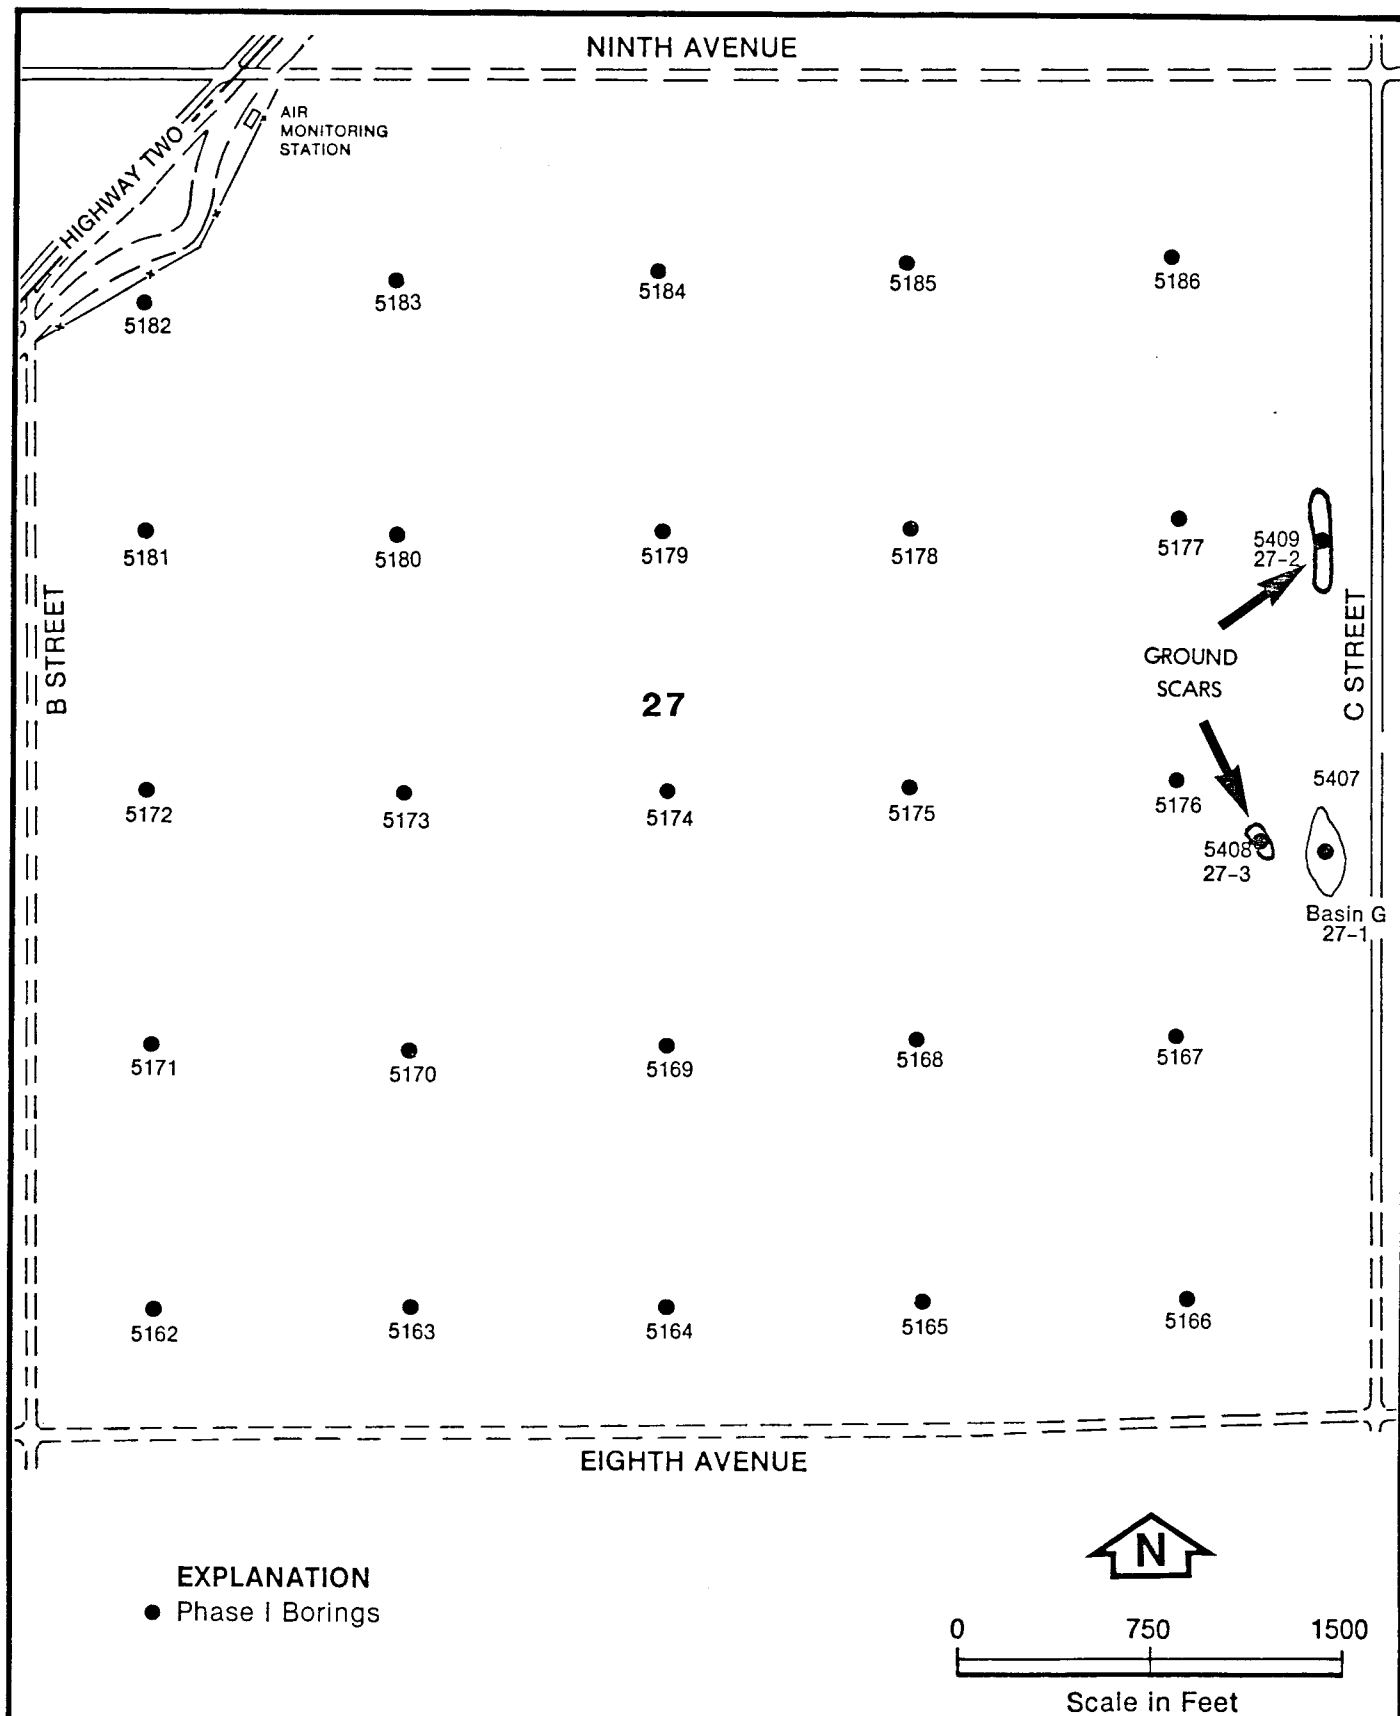 NINTH AVENUE
AIR
MONITORING
STATION
HIGHWAY TWO
5182
5183
5184
5185
5186
5181
5180
5179
5178
5177
5409
27-2
B STREET
C STREET
GROUND
SCARS
27
5172
5173
5174
5175
5176
5407
5408
27-3
Basin G
27-1
5171
5170
5169
5168
5167
5162
5163
5164
5165
5166
EIGHTH AVENUE
N
EXPLANATION
Phase I Borings
0 750 1500
Scale in Feet